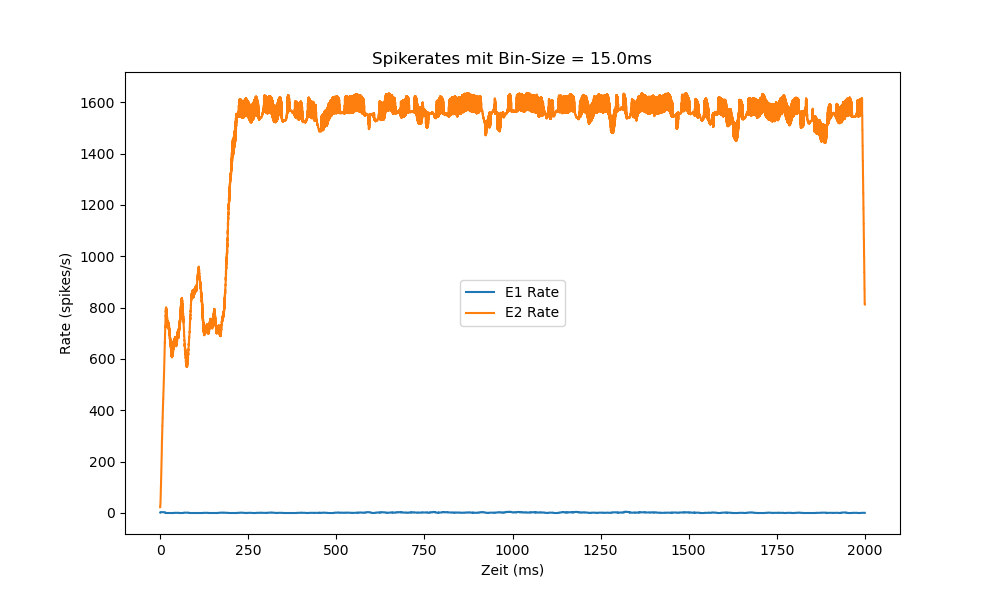 Spikerates mit Bin-Size = 15.0ms
Rate (spikes/s)
1600
1400
1200
1000
800
600
400
200
0
E1 Rate
E2 Rate
0 250 500 750 1000 1250 1500 1750 2000
Zeit (ms)